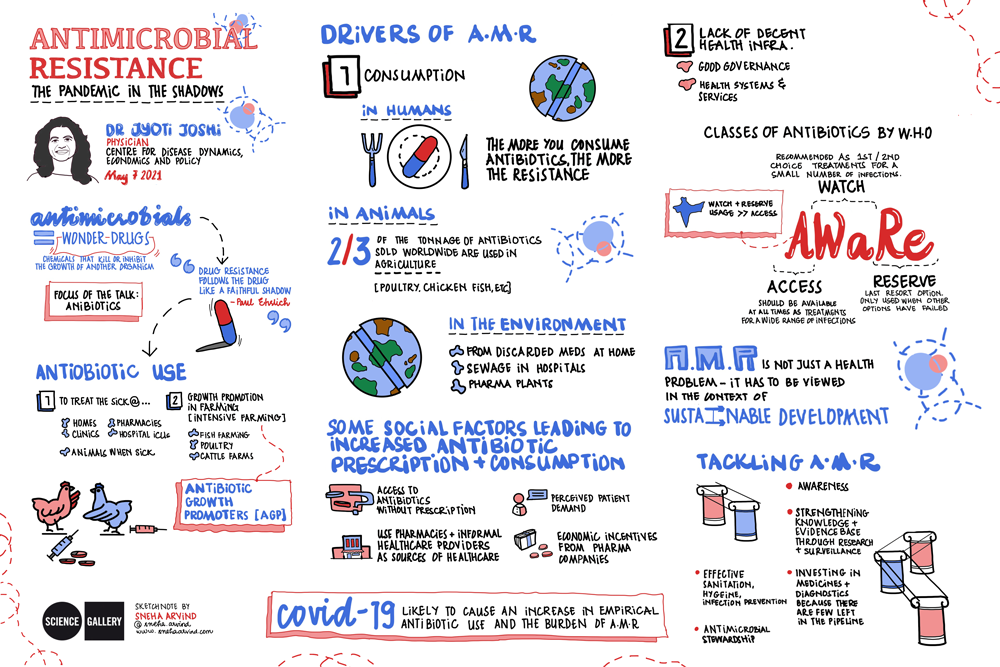 ANTIMICROBIAL
RESISTANCE
THE PANDEMIC IN THE SHADOWS
DR JYOTI JOSHI
PHYSICIAN
CENTRE FOR DISEASE DYNAMICS,
ECONOMICS AND POLICY
May 7 2021
antimicrobials
WONDER-DRUGS
CHEMICALS THAT KILL OR INHIBIT
THE GROWTH OF ANOTHER ORGANISM
FOCUS OF THE TALK:
ANIBIOTICS
DRUG RESISTANCE
FOLLOWS THE DRUG
LIKE A FAITHFUL SHADOW
- Paul Ehrlich
ANTIOBIOTIC USE
1 TO TREAT THE SICK@...
HOMES
CLINICS
PHARMACIES
HOSPITAL ICUs
ANIMALS WHEN SICK
2 GROWTH PROMOTION
IN FARMING
[INTENSIVE FARMING]
FISH FARMING
POULTRY
CATTLE FARMS
ANTIBIOTIC
GROWTH
PROMOTERS [AGP]
SCIENCE GALLERY
SKETCHNOTE BY
SNEHA ARVIND
@ sneha arvind
www.snehaarvind.com
DRIVERS OF A.M.R
1 CONSUMPTION
IN HUMANS
THE MORE YOU CONSUME
ANTIBIOTICS, THE MORE
THE RESISTANCE
IN ANIMALS
2/3
OF THE TONNAGE OF ANTIBIOTICS
SOLD WORLDWIDE ARE USED IN
AGRICULTURE
[POULTRY, CHICKEN FISH, ETC]
IN THE ENVIRONMENT
FROM DISCARDED MEDS AT HOME
SEWAGE IN HOSPITALS
PHARMA PLANTS
SOME SOCIAL FACTORS LEADING TO
INCREASED ANTIBIOTIC
PRESCRIPTION + CONSUMPTION
ACCESS TO
ANTIBIOTICS
WITHOUT PRESCRIPTION
PERCEIVED PATIENT
DEMAND
USE PHARMACIES + INFORMAL
HEALTHCARE PROVIDERS
AS SOURCES OF HEALTHCARE
ECONOMIC INCENTIVES
FROM PHARMA
COMPANIES
covid-19
LIKELY TO CAUSE AN INCREASE IN EMPIRICAL
ANTIBIOTIC USE AND THE BURDEN OF A.M.R
2 LACK OF DECENT
HEALTH INFRA.
GOOD GOVERNANCE
HEALTH SYSTEMS &
SERVICES
CLASSES OF ANTIBIOTICS BY W.H.O
RECOMMENDED AS 1ST/2ND
CHOICE TREATMENTS FOR A
SMALL NUMBER OF INFECTIONS.
WATCH
WATCH + RESERVE
USAGE >> ACCESS
AWaRe
ACCESS
SHOULD BE AVAILABLE
AT ALL TIMES AS TREATMENTS
FOR A WIDE RANGE OF INFECTIONS
RESERVE
LAST RESORT OPTION.
ONLY USED WHEN OTHER
OPTIONS HAVE FAILED
A.M.R IS NOT JUST A HEALTH
PROBLEM - IT HAS TO BE VIEWED
IN THE CONTEXT OF
SUSTAINABLE DEVELOPMENT
TACKLING A.M.R
AWARENESS
STRENGTHENING
KNOWLEDGE +
EVIDENCE BASE
THROUGH RESEARCH
+ SURVEILLANCE
EFFECTIVE
SANITATION,
HYGEINE,
INFECTION PREVENTION
INVESTING IN
MEDICINES +
DIAGNOSTICS
BECAUSE THERE
ARE FEW LEFT
IN THE PIPELINE
ANTIMICROBIAL
STEWARDSHIP